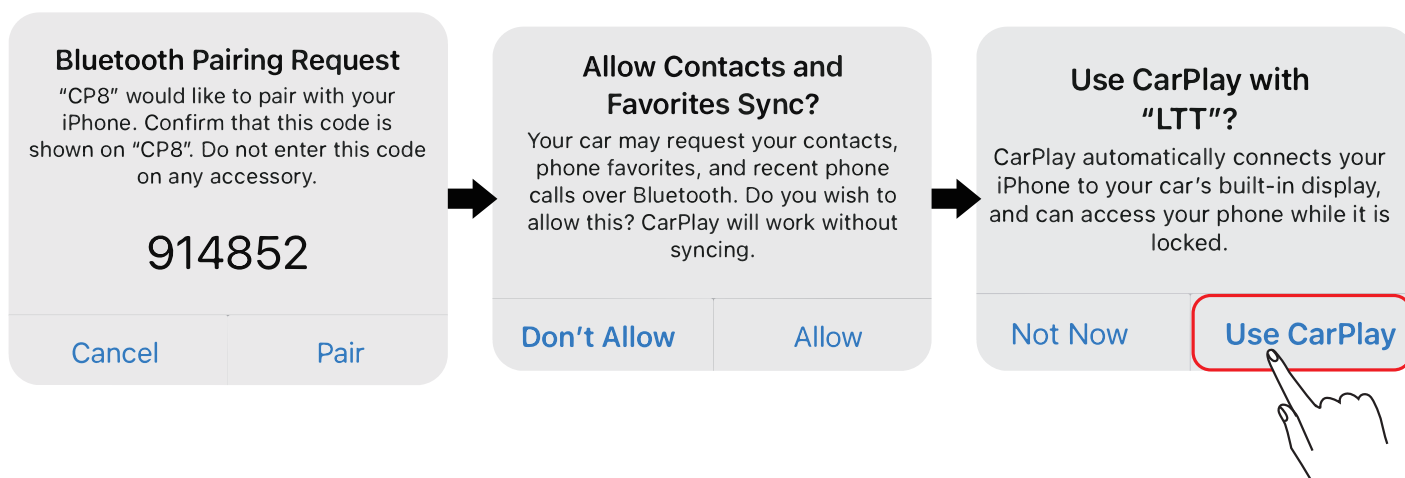 Bluetooth Pairing Request
“CP8” would like to pair with your
iPhone. Confirm that this code is
shown on “CP8”. Do not enter this code
on any accessory.
914852
Cancel
Pair
Allow Contacts and
Favorites Sync?
Your car may request your contacts,
phone favorites, and recent phone
calls over Bluetooth. Do you wish to
allow this? CarPlay will work without
syncing.
Don’t Allow
Allow
Use CarPlay with
“LTT”?
CarPlay automatically connects your
iPhone to your car’s built-in display,
and can access your phone while it is
locked.
Not Now
Use CarPlay